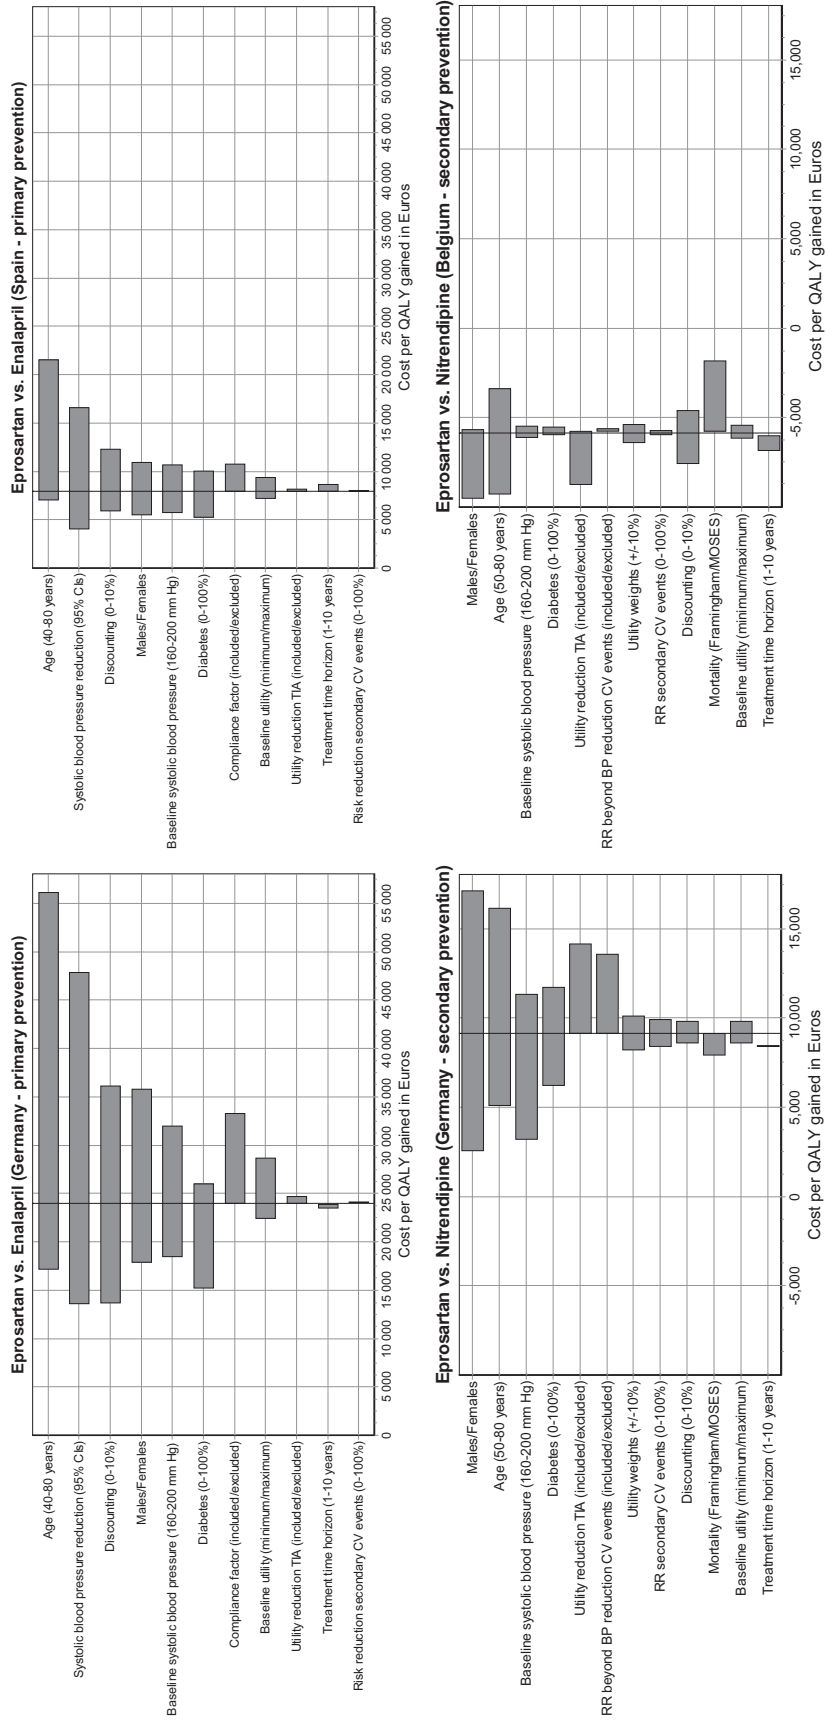 Eprosartan vs. Enalapril (Germany - primary prevention)
Age (40-80 years)
Systolic blood pressure reduction (95% CIs)
Discounting (0-10%)
Males/Females
Baseline systolic blood pressure (160-200 mm Hg)
Diabetes (0-100%)
Compliance factor (included/excluded)
Baseline utility (minimum/maximum)
Utility reduction TIA (included/excluded)
Treatment time horizon (1-10 years)
Risk reduction secondary CV events (0-100%)
0 5 000 10 000 15 000 20 000 25 000 30 000 35 000 40 000 45 000 50 000 55 000
Cost per QALY gained in Euros
Eprosartan vs. Enalapril (Spain - primary prevention)
Age (40-80 years)
Systolic blood pressure reduction (95% CIs)
Discounting (0-10%)
Males/Females
Baseline systolic blood pressure (160-200 mm Hg)
Diabetes (0-100%)
Compliance factor (included/excluded)
Baseline utility (minimum/maximum)
Utility reduction TIA (included/excluded)
Treatment time horizon (1-10 years)
Risk reduction secondary CV events (0-100%)
0 5 000 10 000 15 000 20 000 25 000 30 000 35 000 40 000 45 000 50 000 55 000
Cost per QALY gained in Euros
Eprosartan vs. Nitrendipine (Germany - secondary prevention)
Males/Females
Age (50-80 years)
Baseline systolic blood pressure (160-200 mm Hg)
Diabetes (0-100%)
Utility reduction TIA (included/excluded)
RR beyond BP reduction CV events (included/excluded)
Utility weights (+/-10%)
RR secondary CV events (0-100%)
Discounting (0-10%)
Mortality (Framingham/MOSES)
Baseline utility (minimum/maximum)
Treatment time horizon (1-10 years)
-5,000 0 5,000 10,000 15,000
Cost per QALY gained in Euros
Eprosartan vs. Nitrendipine (Belgium - secondary prevention)
Males/Females
Age (50-80 years)
Baseline systolic blood pressure (160-200 mm Hg)
Diabetes (0-100%)
Utility reduction TIA (included/excluded)
RR beyond BP reduction CV events (included/excluded)
Utility weights (+/-10%)
RR secondary CV events (0-100%)
Discounting (0-10%)
Mortality (Framingham/MOSES)
Baseline utility (minimum/maximum)
Treatment time horizon (1-10 years)
-5,000 0 5,000 10,000 15,000
Cost per QALY gained in Euros